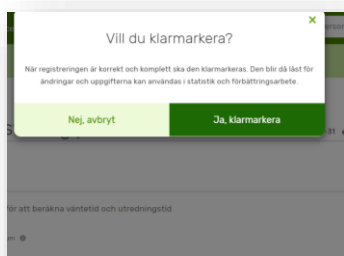 Vill du klarmarkera?
När registreringen är korrekt och komplett ska den klarmarkeras. Den blir då låst för
ändringar och uppgifterna kan användas i statistik och förbättringsarbete.
Nej, avbryt
Ja, klarmarkera
för att beräkna väntetid och utredningstid